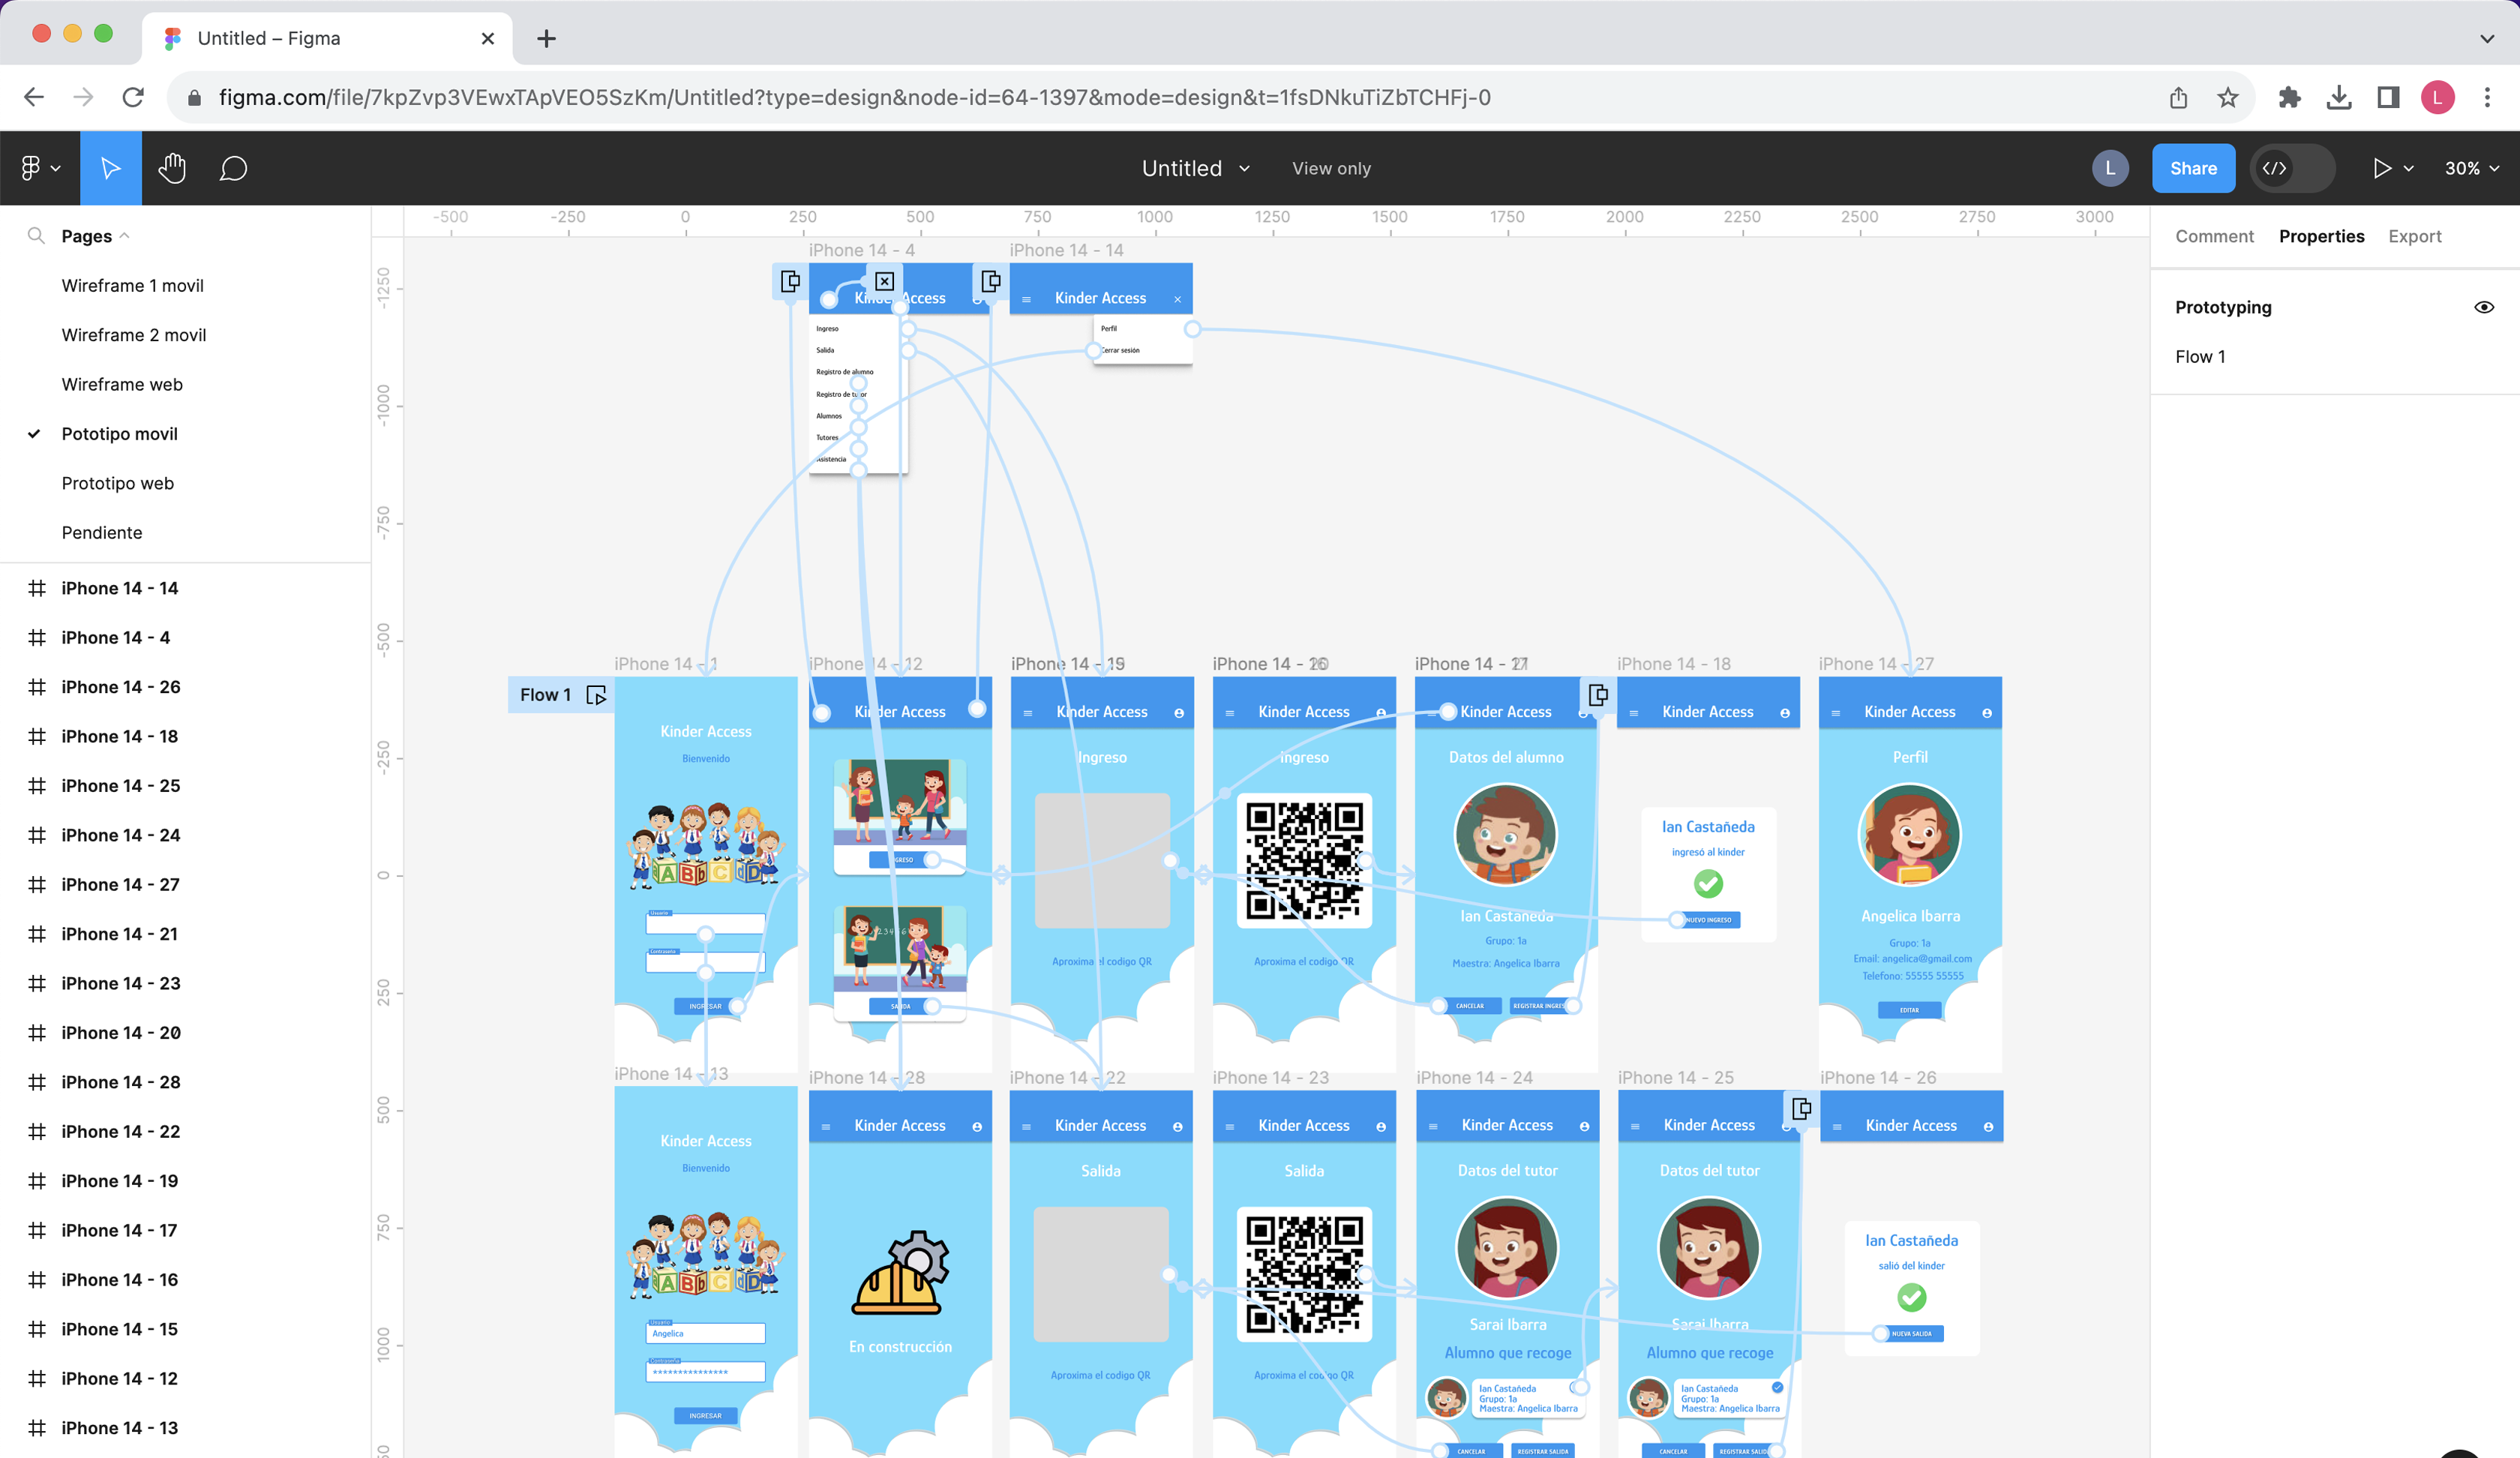 Untitled – Figma
figma.com/file/7kpZvp3VEwxTApVEO5SzKm/Untitled?type=design&node-id=64-1397&mode=design&t=1fsDNkuTiZbTCHFj-0
L
Untitled
View only
L
Share
30%
Pages
Wireframe 1 movil
Wireframe 2 movil
Wireframe web
Pototipo movil
Prototipo web
Pendiente
iPhone 14 - 14
iPhone 14 - 4
iPhone 14 - 26
iPhone 14 - 18
iPhone 14 - 25
iPhone 14 - 24
iPhone 14 - 27
iPhone 14 - 21
iPhone 14 - 23
iPhone 14 - 20
iPhone 14 - 28
iPhone 14 - 22
iPhone 14 - 19
iPhone 14 - 17
iPhone 14 - 16
iPhone 14 - 15
iPhone 14 - 12
iPhone 14 - 13
-500 -250 0 250 500 750 1000 1250 1500 1750 2000 2250 2500 2750 3000
-1250
-1000
-750
-500
-250
0
250
500
750
1000
iPhone 14 - 4
Kinder Access
Ingreso
Salida
Registro de alumno
Registro de tutor
Alumnos
Tutores
Asistencia
iPhone 14 - 14
Kinder Access
Perfil
Cerrar sesión
Flow 1
iPhone 14 - 1
Kinder Access
Bienvenido
Usuario
Contraseña
INGRESAR
iPhone 14 - 12
Kinder Access
INGRESO
SALIDA
iPhone 14 -
Kinder Access
Ingreso
Aproxima el codigo QR
iPhone 14 -
Kinder Access
Ingreso
Aproxima el codigo QR
iPhone 14 -
Kinder Access
Datos del alumno
Ian Castañeda
Grupo: 1a
Maestra: Angelica Ibarra
CANCELAR
REGISTRAR INGRESO
iPhone 14 - 18
Kinder Access
Ian Castañeda
ingresó al kinder
NUEVO INGRESO
iPhone 14 - 27
Kinder Access
Perfil
Angelica Ibarra
Grupo: 1a
Email: angelica@gmail.com
Telefono: 55555 55555
EDITAR
iPhone 14 - 13
Kinder Access
Bienvenido
Usuario
Angelica
Contraseña
***************
INGRESAR
iPhone 14 - 28
Kinder Access
En construcción
iPhone 14 - 22
Kinder Access
Salida
Aproxima el codigo QR
iPhone 14 - 23
Kinder Access
Salida
Aproxima el codigo QR
iPhone 14 - 24
Kinder Access
Datos del tutor
Sarai Ibarra
Alumno que recoge
Ian Castañeda
Grupo: 1a
Maestra: Angelica Ibarra
CANCELAR
REGISTRAR SALIDA
iPhone 14 - 25
Kinder Access
Datos del tutor
Sarai Ibarra
Alumno que recoge
Ian Castañeda
Grupo: 1a
Maestra: Angelica Ibarra
CANCELAR
REGISTRAR SALIDA
iPhone 14 - 26
Kinder Access
Ian Castañeda
salió del kinder
NUEVA SALIDA
Comment
Properties
Export
Prototyping
Flow 1